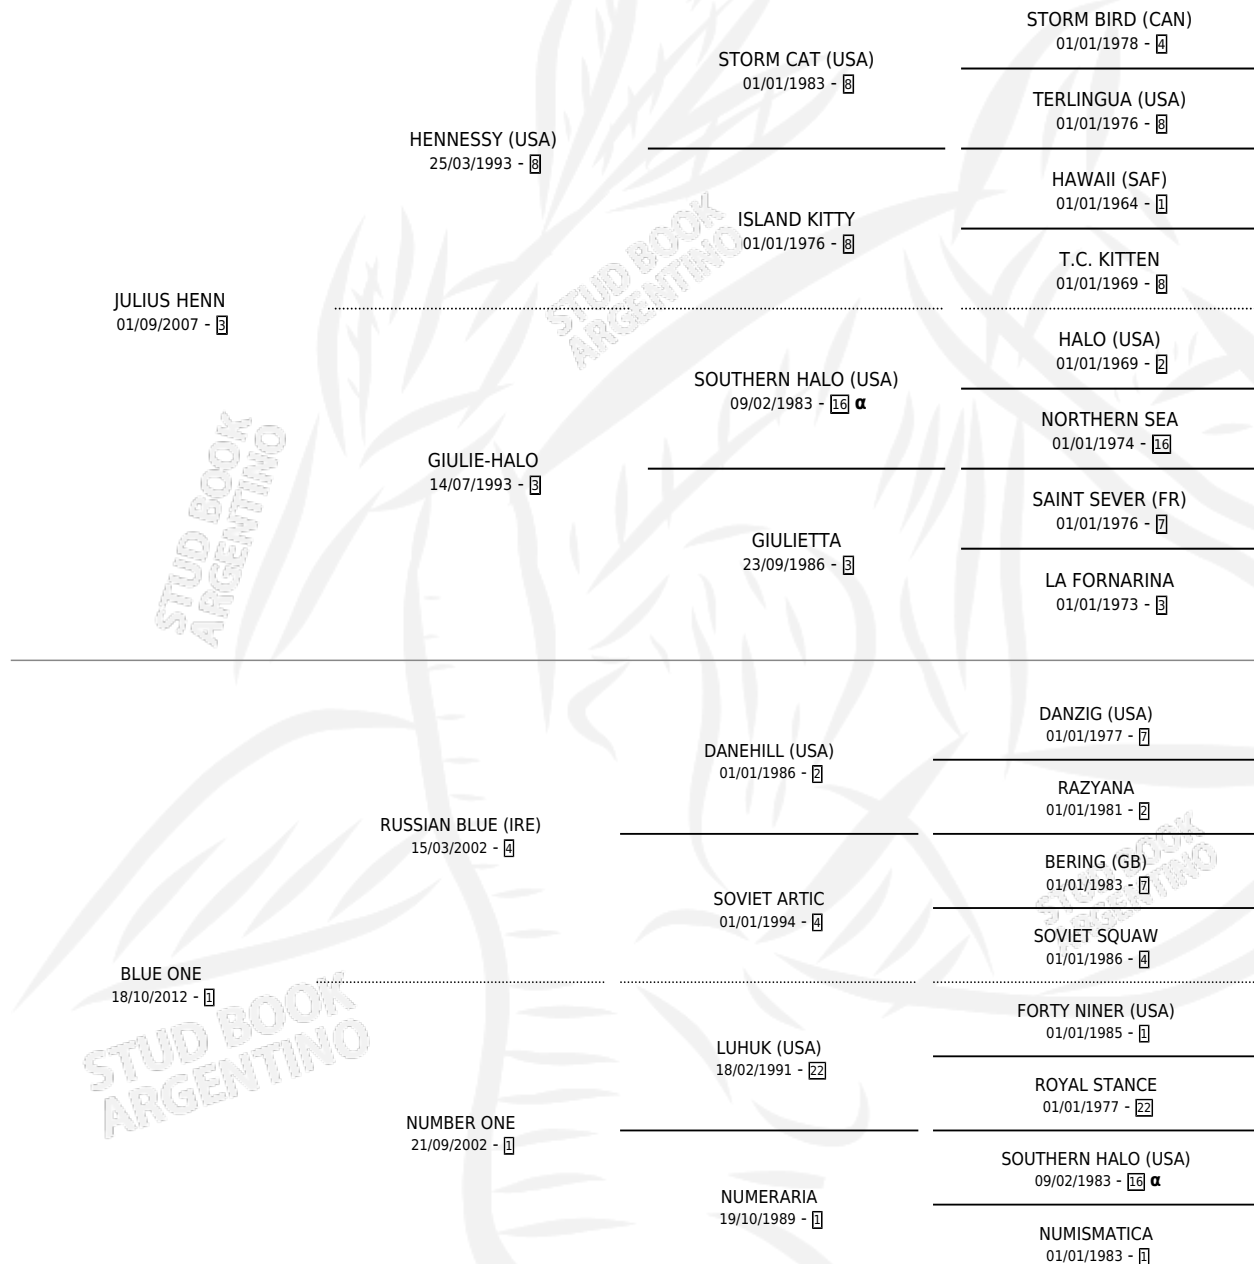 STORM BIRD (CAN)
01/01/1978 - 4
STORM CAT (USA)
01/01/1983 - 8
TERLINGUA (USA)
01/01/1976 - 8
HENNESSY (USA)
25/03/1993 - 8
HAWAII (SAF)
01/01/1964 - 1
ISLAND KITTY
01/01/1976 - 8
T.C. KITTEN
01/01/1969 - 8
STUD BOOK
ARGENTINO
JULIUS HENN
01/09/2007 - 3
HALO (USA)
01/01/1969 - 2
SOUTHERN HALO (USA)
09/02/1983 - 16 α
NORTHERN SEA
01/01/1974 - 16
GIULIE-HALO
14/07/1993 - 3
SAINT SEVER (FR)
01/01/1976 - 7
GIULIETTA
23/09/1986 - 3
LA FORNARINA
01/01/1973 - 3
STUD BOOK
ARGENTINO
DANZIG (USA)
01/01/1977 - 7
DANEHILL (USA)
01/01/1986 - 2
RAZYANA
01/01/1981 - 2
RUSSIAN BLUE (IRE)
15/03/2002 - 4
BERING (GB)
01/01/1983 - 7
SOVIET ARTIC
01/01/1994 - 4
SOVIET SQUAW
01/01/1986 - 4
STUD BOOK
ARGENTINO
BLUE ONE
18/10/2012 - 1
FORTY NINER (USA)
01/01/1985 - 1
LUHUK (USA)
18/02/1991 - 22
ROYAL STANCE
01/01/1977 - 22
NUMBER ONE
21/09/2002 - 1
SOUTHERN HALO (USA)
09/02/1983 - 16 α
NUMERARIA
19/10/1989 - 1
NUMISMATICA
01/01/1983 - 1
STUD BOOK
ARGENTINO